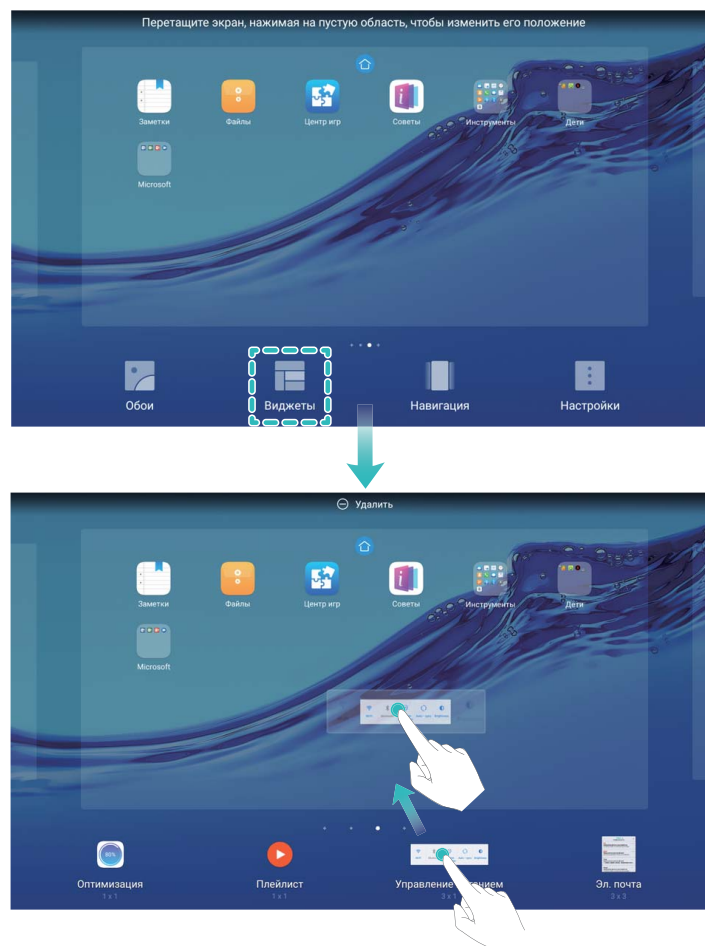 Перетащите экран, нажимая на пустую область, чтобы изменить его положение
Заметки Файлы Центр игр Советы Инструменты Дети
Microsoft
Обои Виджеты Навигация Настройки
Удалить
Заметки Файлы Центр игр Советы Инструменты Дети
Microsoft
80%
Оптимизация Плейлист Управление Эл. почта
1 x 1 1 x 1 3 x 1 3 x 3